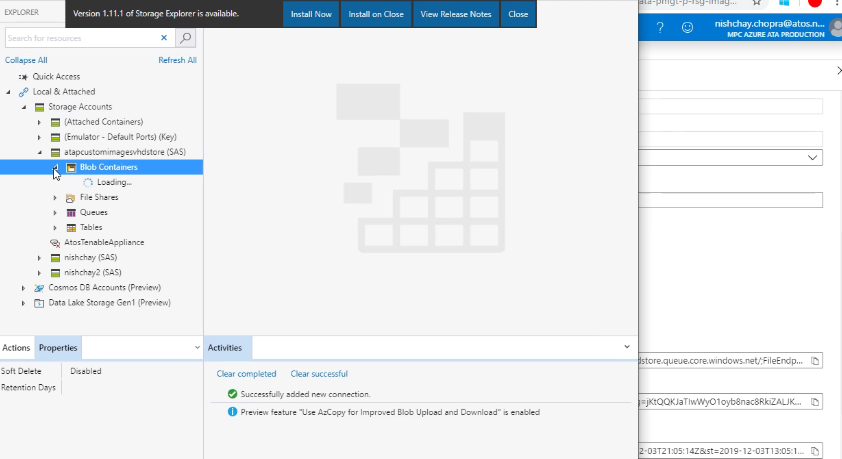 EXPLORER
Version 1.11.1 of Storage Explorer is available.
Install Now
Install on Close
View Release Notes
Close
Search for resources
Collapse All
Refresh All
Quick Access
Local & Attached
Storage Accounts
(Attached Containers)
(Emulator - Default Ports) (Key)
atapcustomimagesvhdstore (SAS)
Blob Containers
Loading...
File Shares
Queues
Tables
AtosTenableAppliance
nishchay (SAS)
nishchay2 (SAS)
Cosmos DB Accounts (Preview)
Data Lake Storage Gen1 (Preview)
Actions
Properties
Soft Delete
Disabled
Retention Days
Activities
Clear completed
Clear successful
Successfully added new connection.
Preview feature "Use AzCopy for Improved Blob Upload and Download" is enabled
ata-pmgt-p-rsg-imag...
nishchay.chopra@atos.n...
MPC AZURE ATA PRODUCTION
dstore.queue.core.windows.net/;FileEndp...
g=jKtQQKJaTIwWyO1oyb8nac8RkiZALJK...
2-03T21:05:14Z&st=2019-12-03T13:05:1...